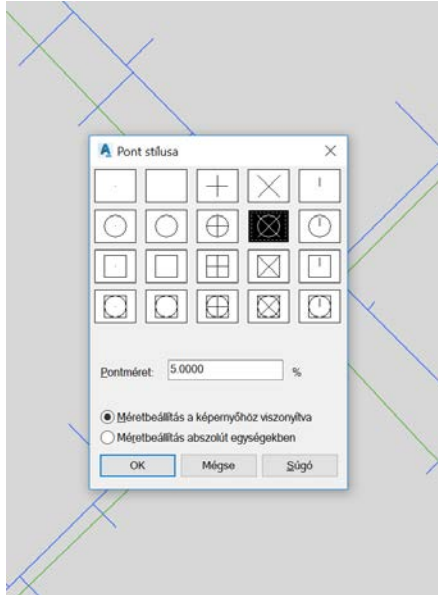 Pont stílusa
Pontméret: 5.0000 %
Méretbeállítás a képernyőhöz viszonyítva
Méretbeállítás abszolút egységekben
OK Mégse Súgó